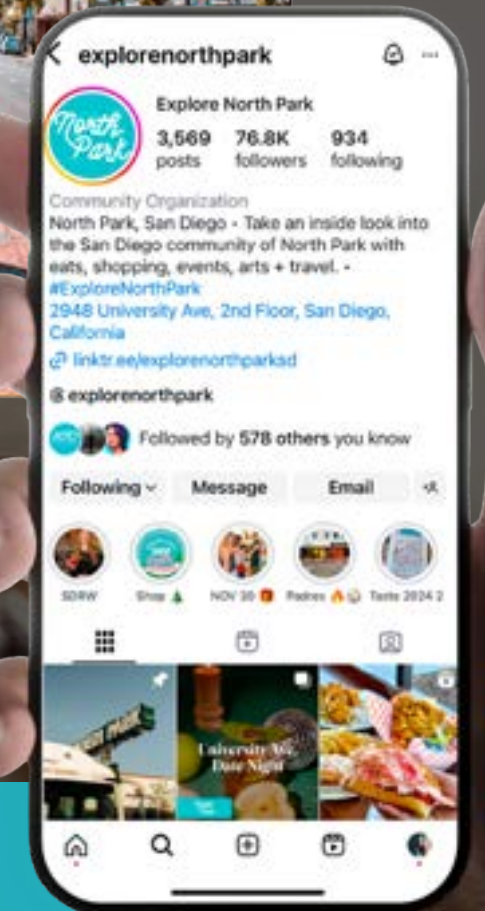 explorenorthpark
North Park
Explore North Park
3,569 76.8K 934
posts followers following
Community Organization
North Park, San Diego - Take an inside look into
the San Diego community of North Park with
eats, shopping, events, arts + travel. -
#ExploreNorthPark
2948 University Ave, 2nd Floor, San Diego,
California
linktr.ee/explorenorthparksd
explorenorthpark
Followed by 578 others you know
Following Message Email
SDRW Shop 🎄 NOV 30 🎁 Padres 🔥 Taste 2024 2
PARK
University Ave.
Date Night